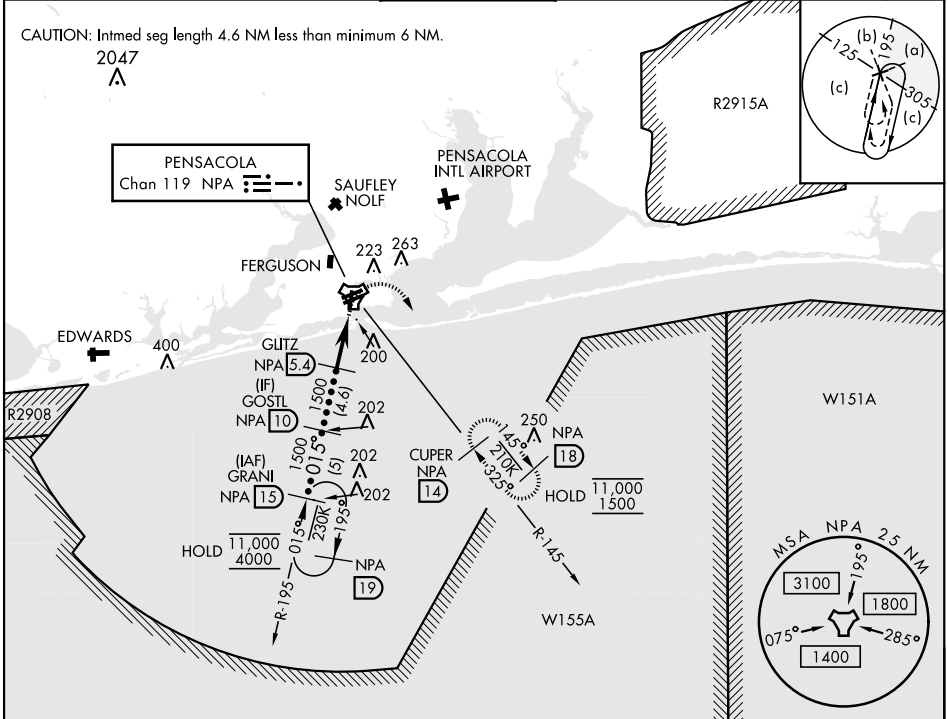 CAUTION: Intmed seg length 4.6 NM less than minimum 6 NM.
2047
R2915A
(b)
195
(a)
125
305
(c)
(c)
PENSACOLA
Chan 119 NPA
SAUFLEY
NOLF
PENSACOLA
INTL AIRPORT
FERGUSON
223
263
EDWARDS
400
200
GLITZ
NPA 5.4
(IF)
GOSTL
NPA 10
1500
(4.6)
202
R2908
(IAF)
GRANI
NPA 15
1500
015°
(5)
202
202
HOLD 11,000
4000
015°
230K
195°
NPA
19
R-195
CUPER
NPA
14
145°
210K
325°
250
NPA
18
HOLD 11,000
1500
R-145
W151A
W155A
MSA NPA 25 NM
195°
3100
1800
075°
285°
1400